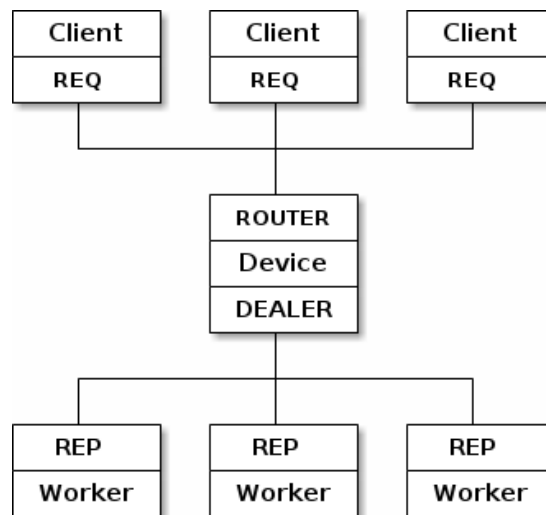 Client Client Client
REQ REQ REQ
ROUTER
Device
DEALER
REP REP REP
Worker Worker Worker